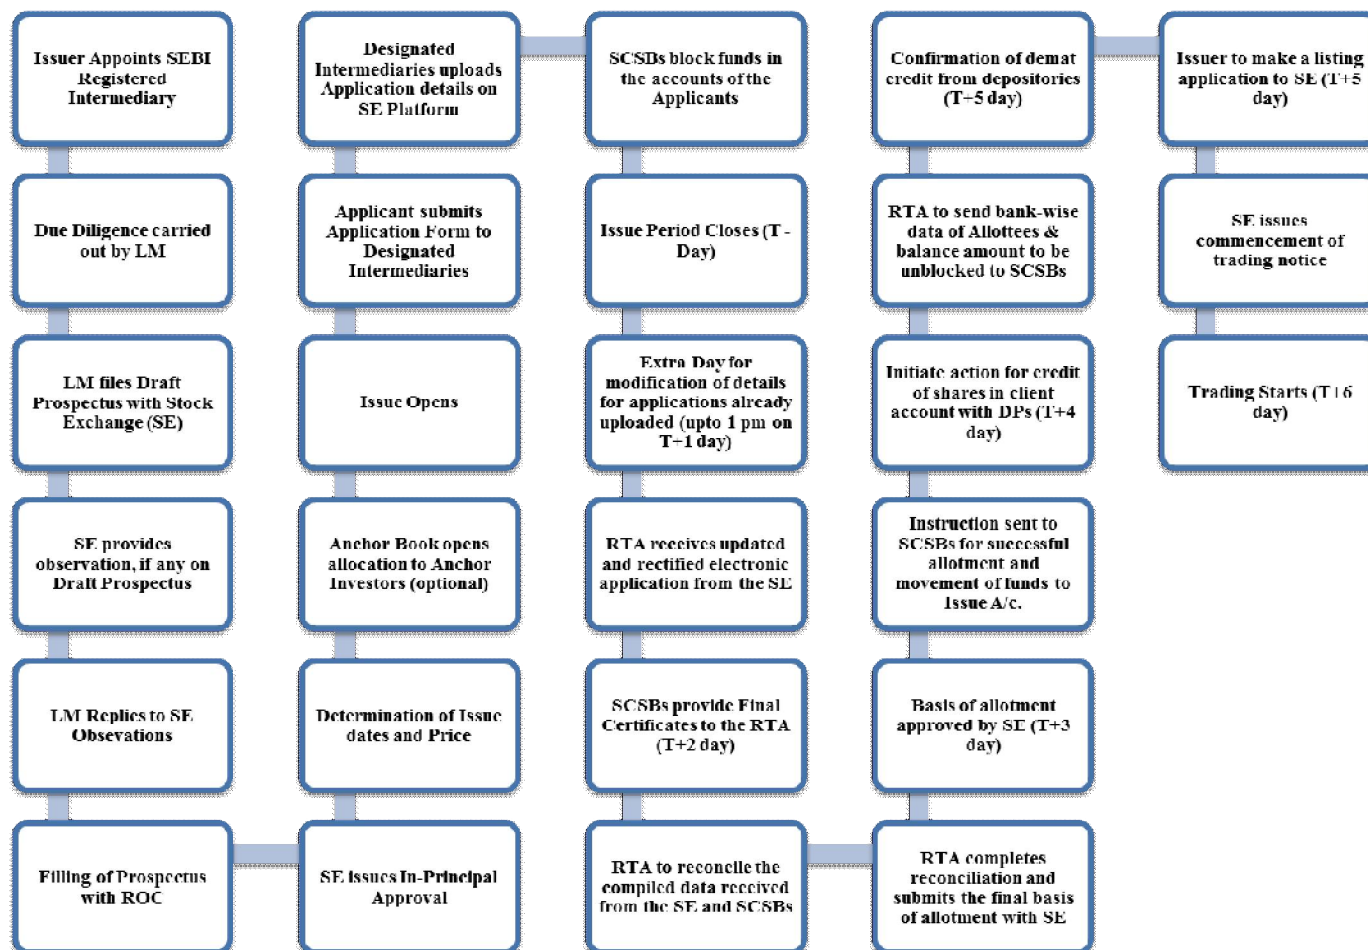 Issuer Appoints SEBI
Registered
Intermediary
Due Diligence carried
out by LM
LM files Draft
Prospectus with Stock
Exchange (SE)
SE provides
observation, if any on
Draft Prospectus
LM Replies to SE
Obsevations
Filling of Prospectus
with ROC
SE issues In-Principal
Approval
Determination of Issue
dates and Price
Anchor Book opens
allocation to Anchor
Investors (optional)
Issue Opens
Applicant submits
Application Form to
Designated
Intermediaries
Designated
Intermediaries uploads
Application details on
SE Platform
SCSBs block funds in
the accounts of the
Applicants
Issue Period Closes (T -
Day)
Extra Day for
modification of details
for applications already
uploaded (upto 1 pm on
T+1 day)
RTA receives updated
and rectified electronic
application from the SE
SCSBs provide Final
Certificates to the RTA
(T+2 day)
RTA to reconcile the
compiled data received
from the SE and SCSBs
RTA completes
reconciliation and
submits the final basis
of allotment with SE
Basis of allotment
approved by SE (T+3
day)
Instruction sent to
SCSBs for successful
allotment and
movement of funds to
Issue A/c.
Initiate action for credit
of shares in client
account with DPs (T+4
day)
RTA to send bank-wise
data of Allottees &
balance amount to be
unblocked to SCSBs
Confirmation of demat
credit from depositories
(T+5 day)
Issuer to make a listing
application to SE (T+5
day)
SE issues
commencement of
trading notice
Trading Starts (T+6
day)